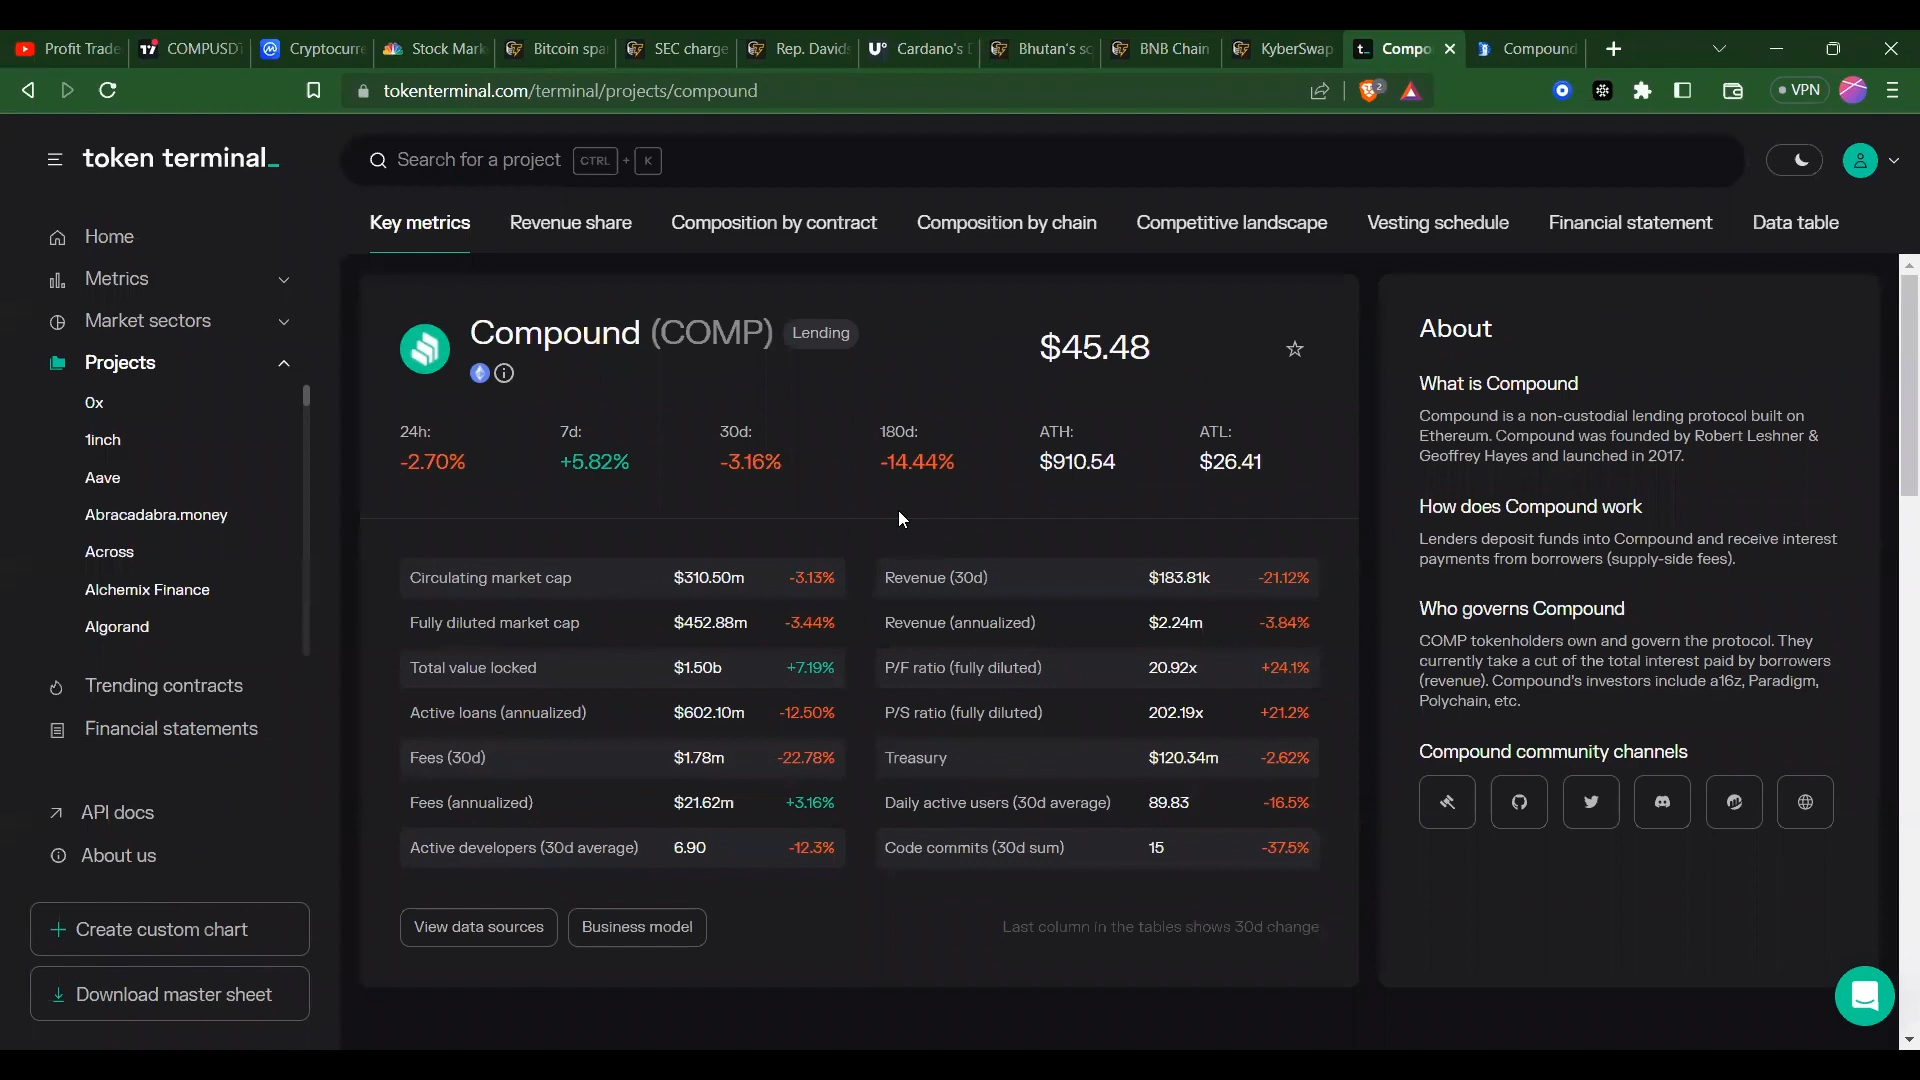 Profit Trade
COMPUSDT
Cryptocurre
Stock Mark
Bitcoin spa
SEC charge
Rep. Davids
Cardano's D
Bhutan's sc
BNB Chain
KyberSwap
Compo
Compound
tokenterminal.com/terminal/projects/compound
2
VPN
token terminal_
Search for a project CTRL + K
Home
Metrics
Market sectors
Projects
0x
1inch
Aave
Abracadabra.money
Across
Alchemix Finance
Algorand
Trending contracts
Financial statements
API docs
About us
Create custom chart
Download master sheet
Key metrics Revenue share Composition by contract Composition by chain Competitive landscape Vesting schedule Financial statement Data table
Compound (COMP) Lending
$45.48
24h: 7d: 30d: 180d: ATH: ATL:
-2.70% +5.82% -3.16% -14.44% $910.54 $26.41
Circulating market cap $310.50m -3.13%
Fully diluted market cap $452.88m -3.44%
Total value locked $1.50b +7.19%
Active loans (annualized) $602.10m -12.50%
Fees (30d) $1.78m -22.78%
Fees (annualized) $21.62m +3.16%
Active developers (30d average) 6.90 -12.3%
Revenue (30d) $183.81k -21.12%
Revenue (annualized) $2.24m -3.84%
P/F ratio (fully diluted) 20.92x +24.1%
P/S ratio (fully diluted) 202.19x +21.2%
Treasury $120.34m -2.62%
Daily active users (30d average) 89.83 -16.5%
Code commits (30d sum) 15 -37.5%
View data sources
Business model
Last column in the tables shows 30d change
About
What is Compound
Compound is a non-custodial lending protocol built on
Ethereum. Compound was founded by Robert Leshner &
Geoffrey Hayes and launched in 2017.
How does Compound work
Lenders deposit funds into Compound and receive interest
payments from borrowers (supply-side fees).
Who governs Compound
COMP tokenholders own and govern the protocol. They
currently take a cut of the total interest paid by borrowers
(revenue). Compound's investors include a16z, Paradigm,
Polychain, etc.
Compound community channels